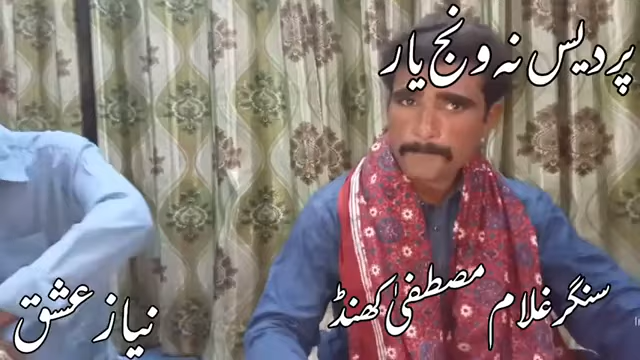 پردیس نہ ونج یار
سنگر غلام مصطفیٰ کھنڈ
نیاز عشق